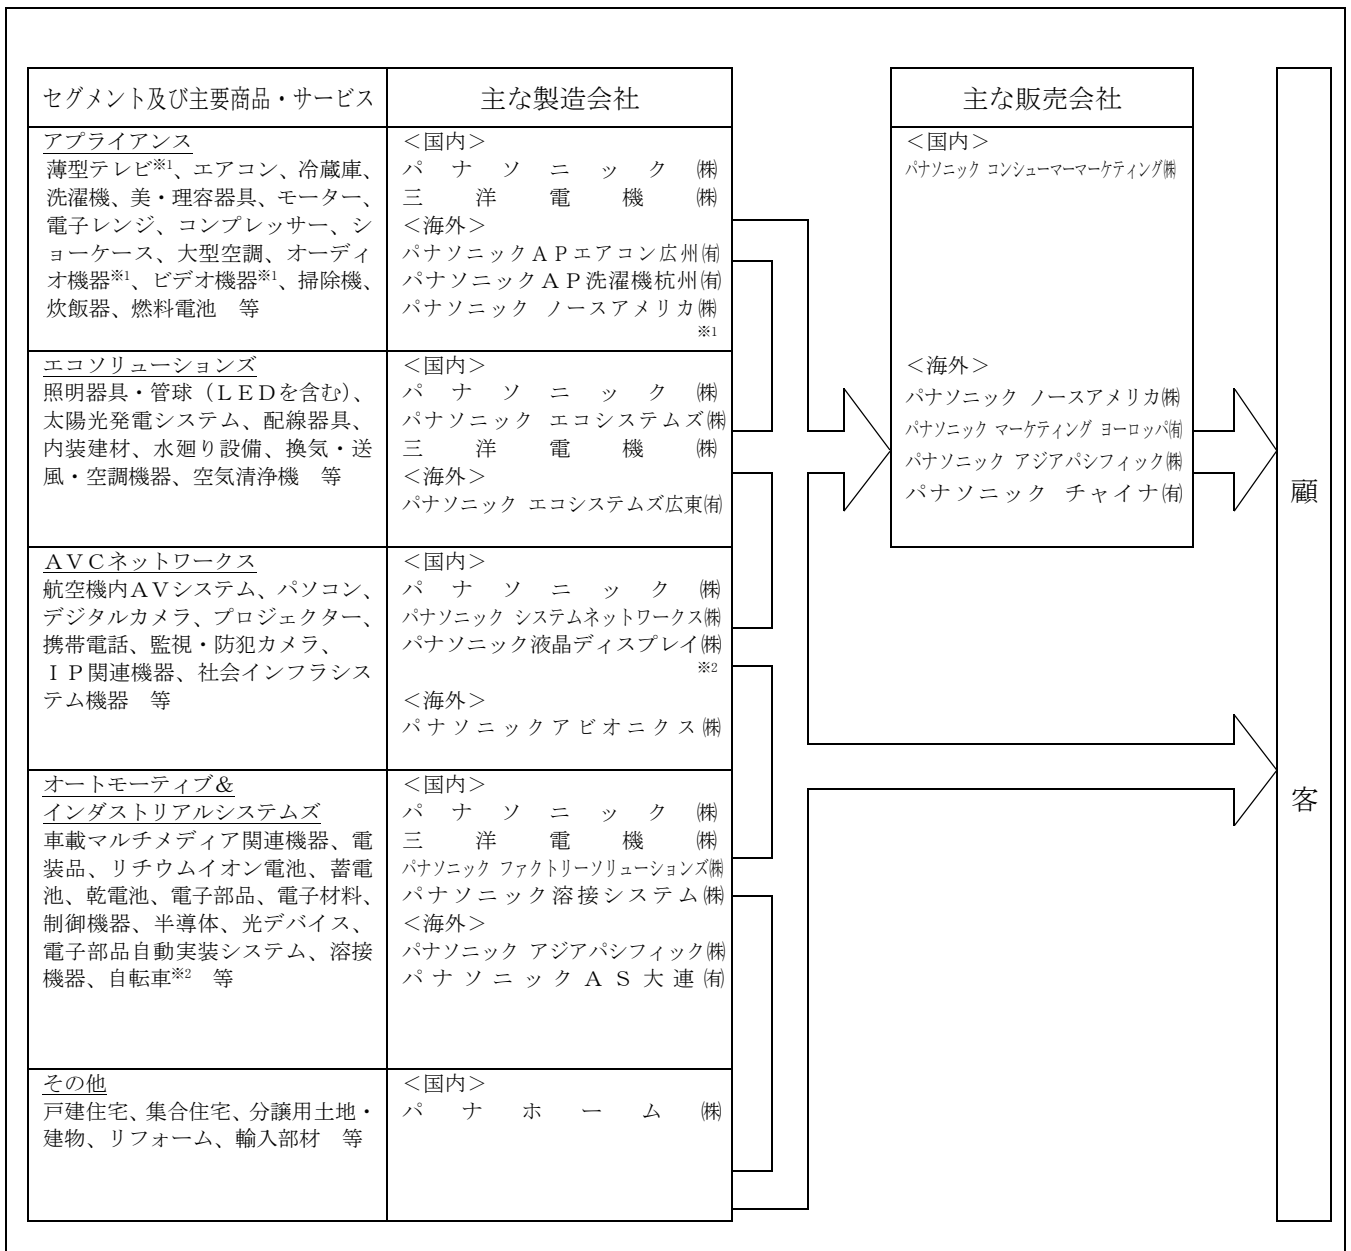 セグメント及び主要商品・サービス
主な製造会社
アプライアンス
薄型テレビ※1、エアコン、冷蔵庫、
洗濯機、美・理容器具、モーター、
電子レンジ、コンプレッサー、シ
ョーケース、大型空調、オーディ
オ機器※1、ビデオ機器※1、掃除機、
炊飯器、燃料電池　等
＜国内＞
パナソニック㈱
三洋電機㈱
＜海外＞
パナソニックＡＰエアコン広州㈲
パナソニックＡＰ洗濯機杭州㈲
パナソニック ノースアメリカ㈱
※1
エコソリューションズ
照明器具・管球（ＬＥＤを含む）、
太陽光発電システム、配線器具、
内装建材、水廻り設備、換気・送
風・空調機器、空気清浄機　等
＜国内＞
パナソニック㈱
パナソニック エコシステムズ㈱
三洋電機㈱
＜海外＞
パナソニック エコシステムズ広東㈲
ＡＶＣネットワークス
航空機内ＡＶシステム、パソコン、
デジタルカメラ、プロジェクター、
携帯電話、監視・防犯カメラ、
ＩＰ関連機器、社会インフラシス
テム機器　等
＜国内＞
パナソニック㈱
パナソニック システムネットワークス㈱
パナソニック液晶ディスプレイ㈱
※2
＜海外＞
パナソニックアビオニクス㈱
オートモーティブ＆
インダストリアルシステムズ
車載マルチメディア関連機器、電
装品、リチウムイオン電池、蓄電
池、乾電池、電子部品、電子材料、
制御機器、半導体、光デバイス、
電子部品自動実装システム、溶接
機器、自転車※2　等
＜国内＞
パナソニック㈱
三洋電機㈱
パナソニック ファクトリーソリューションズ㈱
パナソニック溶接システム㈱
＜海外＞
パナソニック アジアパシフィック㈱
パナソニックＡＳ大連㈲
その他
戸建住宅、集合住宅、分譲用土地・
建物、リフォーム、輸入部材　等
＜国内＞
パナホーム㈱
主な販売会社
＜国内＞
パナソニック コンシューマーマーケティング㈱
＜海外＞
パナソニック ノースアメリカ㈱
パナソニック マーケティング ヨーロッパ㈲
パナソニック アジアパシフィック㈱
パナソニック チャイナ㈲
顧客